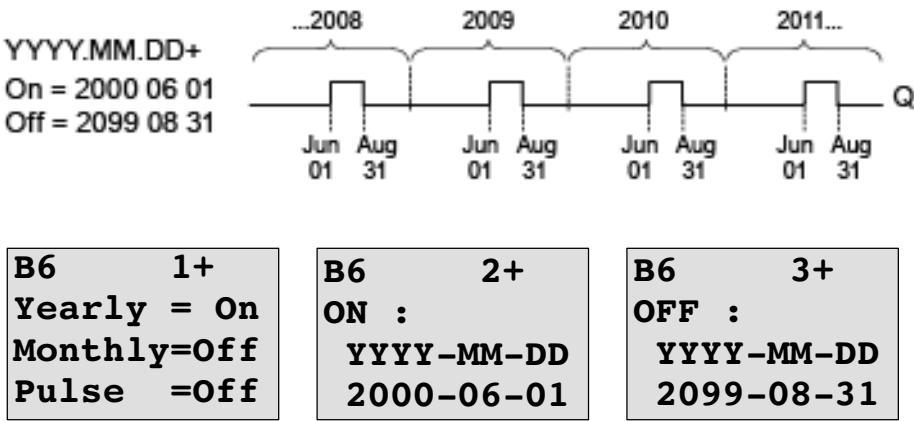 ...2008 2009 2010 2011...
YYYY.MM.DD+
On = 2000 06 01
Off = 2099 08 31
Q
Jun Aug Jun Aug Jun Aug Jun Aug
01 31 01 31 01 31 01 31
B6 1+
Yearly = On
Monthly=Off
Pulse =Off
B6 2+
ON :
YYYY-MM-DD
2000-06-01
B6 3+
OFF :
YYYY-MM-DD
2099-08-31